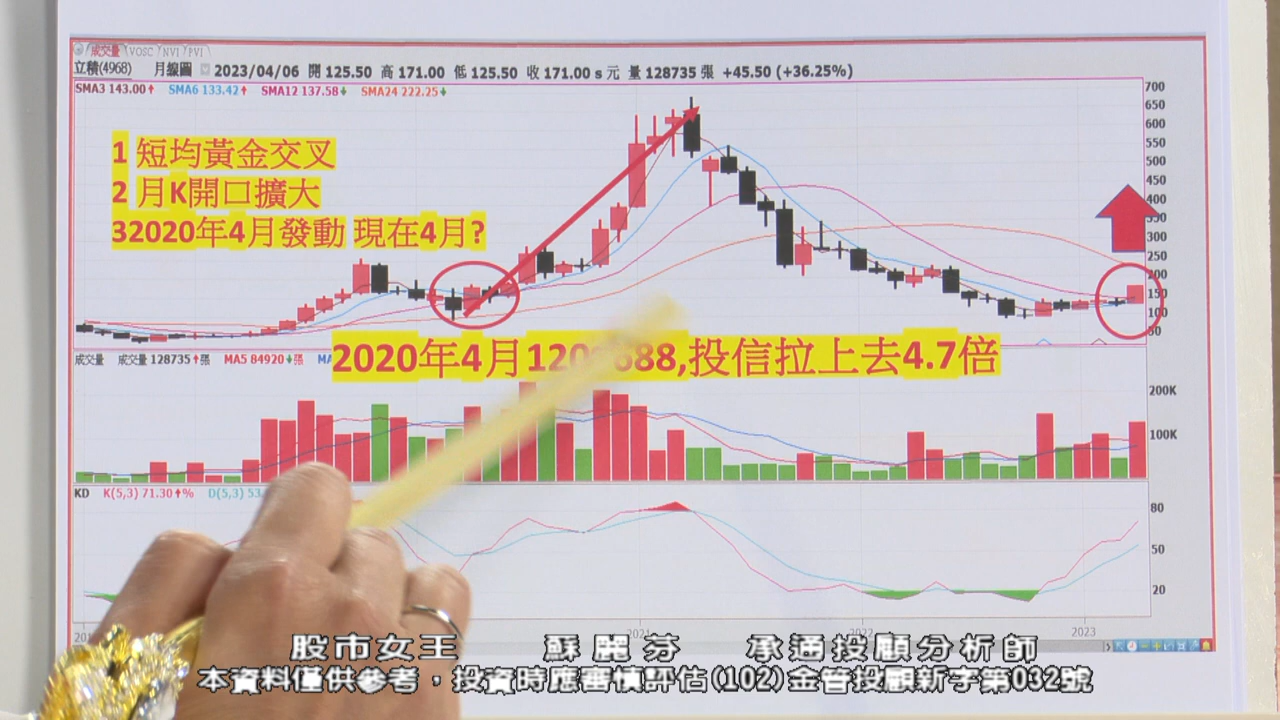 成交量 VOSC NVI PVI
立積(4968) 月線圖 2023/04/06 開 125.50 高 171.00 低 125.50 收 171.00 s 元 量 128735 張 +45.50 (+36.25%)
SMA3 143.00↑ SMA6 133.42↑ SMA12 137.58↓ SMA24 222.25↓
700
650
600
550
500
450
400
350
300
250
200
150
100
50
1 短均黃金交叉
2 月K開口擴大
32020年4月發動 現在4月?
2020年4月120 688,投信拉上去4.7倍
成交量 成交量 128735↑張 MA5 84920↓張
200K
100K
KD K(5,3) 71.30↑% D(5,3) 53.
80
50
20
2021 2022 2023
股市女王 蘇麗芬 承通投顧分析師
本資料僅供參考，投資時應審慎評估(102)金管投顧新字第032號